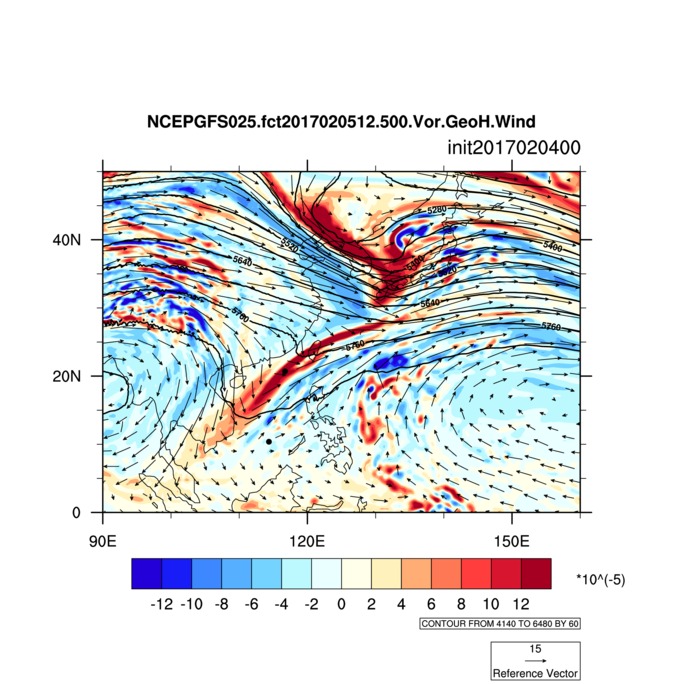 NCEPGFS025.fct2017020512.500.Vor.GeoH.Wind
init2017020400
5280
40N
5520
5400
5400
5640
5520
5640
5760
5760
5760
20N
0
90E
120E
150E
-12 -10 -8 -6 -4 -2 0 2 4 6 8 10 12
*10^(-5)
CONTOUR FROM 4140 TO 6480 BY 60
15
Reference Vector